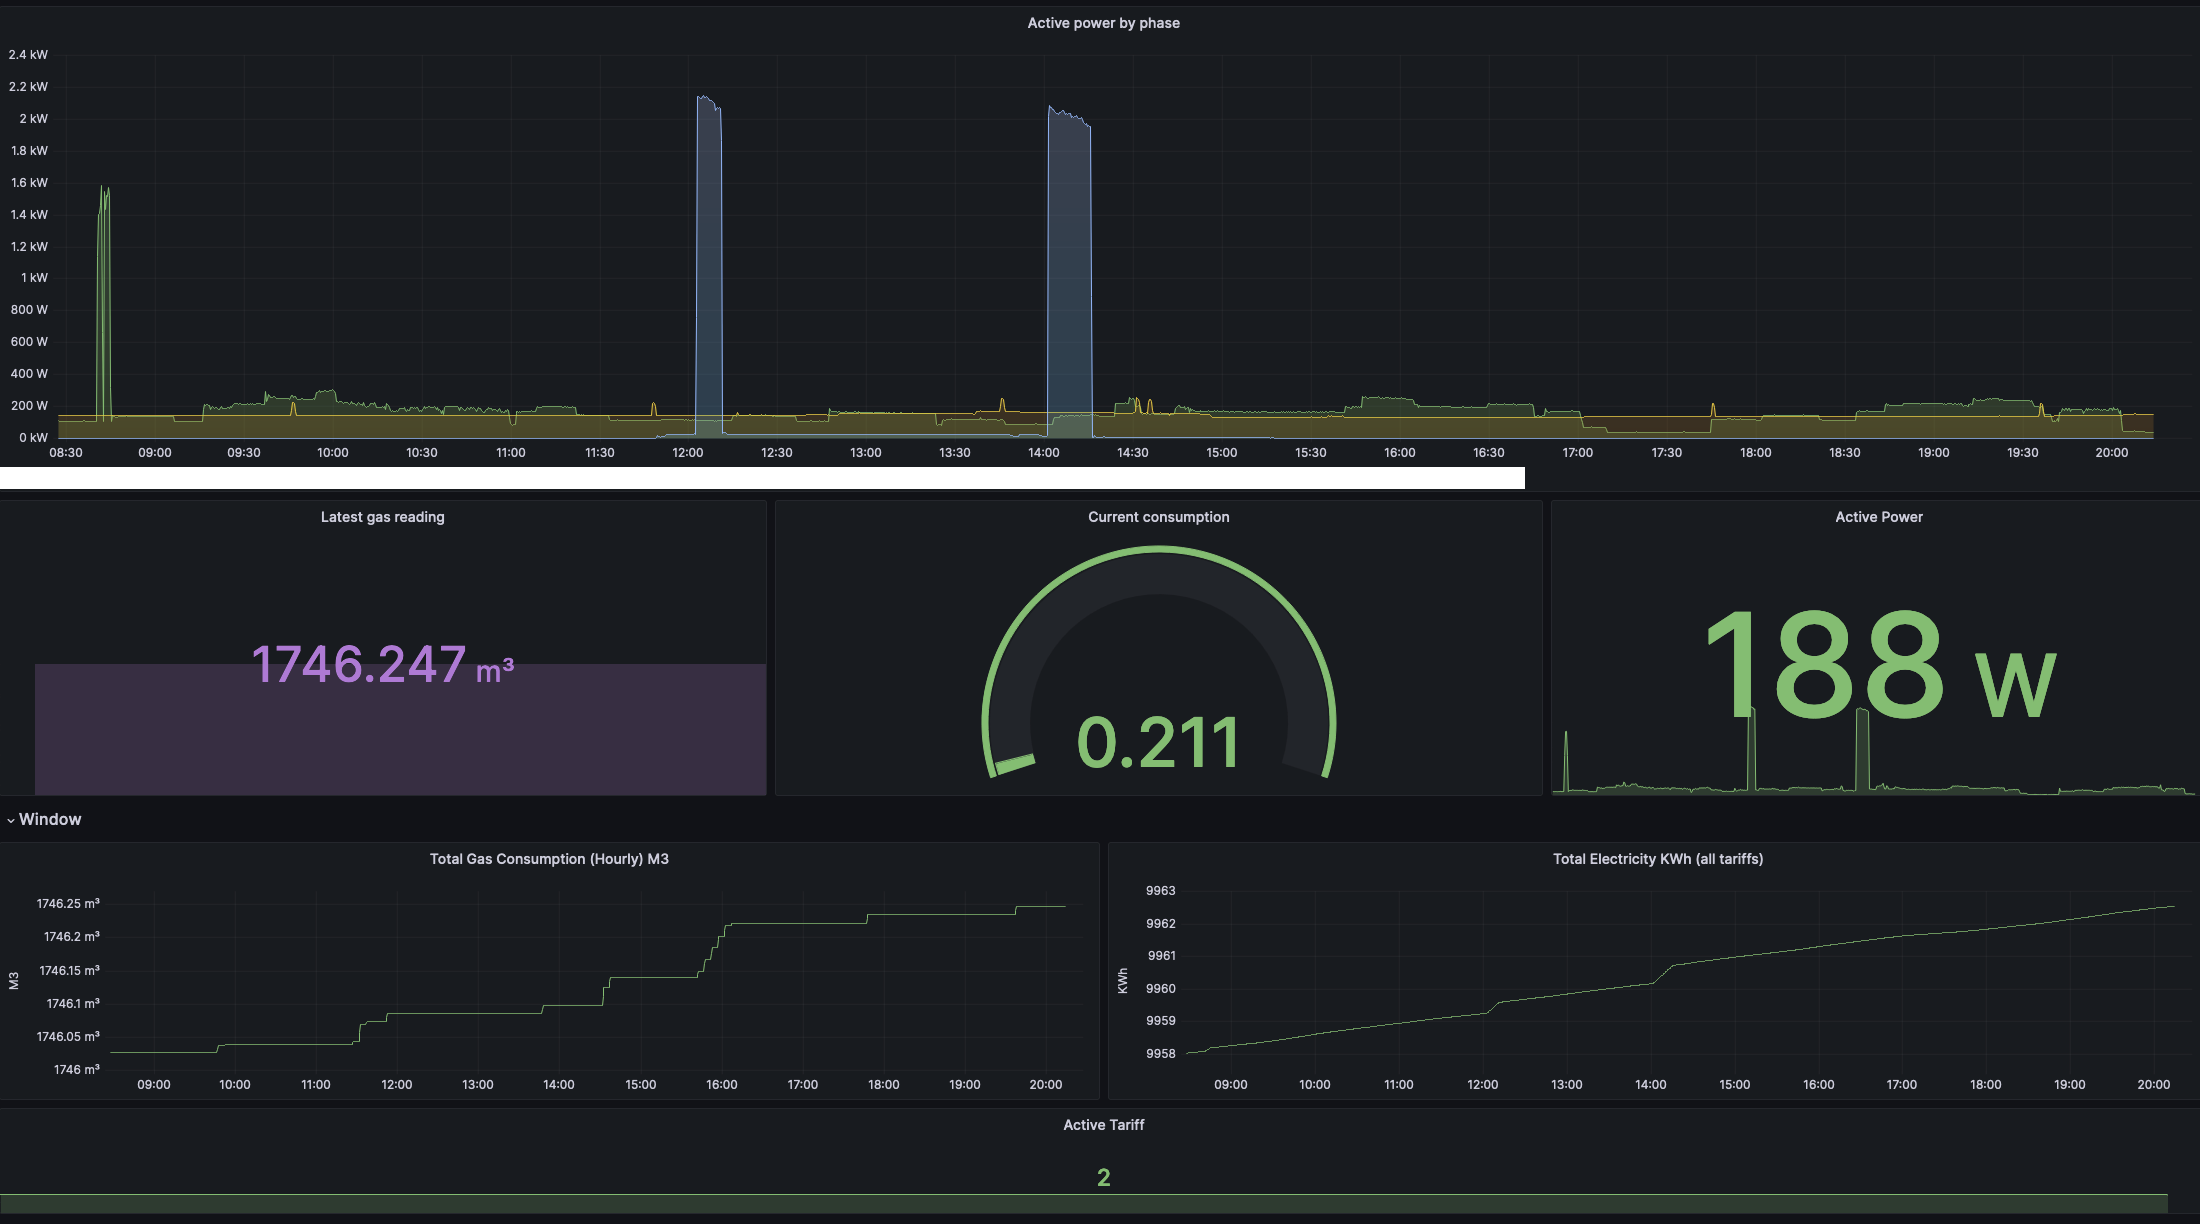 Active power by phase
2.4 kW
2.2 kW
2 kW
1.8 kW
1.6 kW
1.4 kW
1.2 kW
1 kW
800 W
600 W
400 W
200 W
0 kW
08:30 09:00 09:30 10:00 10:30 11:00 11:30 12:00 12:30 13:00 13:30 14:00 14:30 15:00 15:30 16:00 16:30 17:00 17:30 18:00 18:30 19:00 19:30 20:00
Latest gas reading
1746.247 m³
Current consumption
0.211
Active Power
188 W
Window
Total Gas Consumption (Hourly) M3
M3
1746.25 m³
1746.2 m³
1746.15 m³
1746.1 m³
1746.05 m³
1746 m³
09:00 10:00 11:00 12:00 13:00 14:00 15:00 16:00 17:00 18:00 19:00 20:00
Total Electricity KWh (all tariffs)
KWh
9963
9962
9961
9960
9959
9958
09:00 10:00 11:00 12:00 13:00 14:00 15:00 16:00 17:00 18:00 19:00 20:00
Active Tariff
2